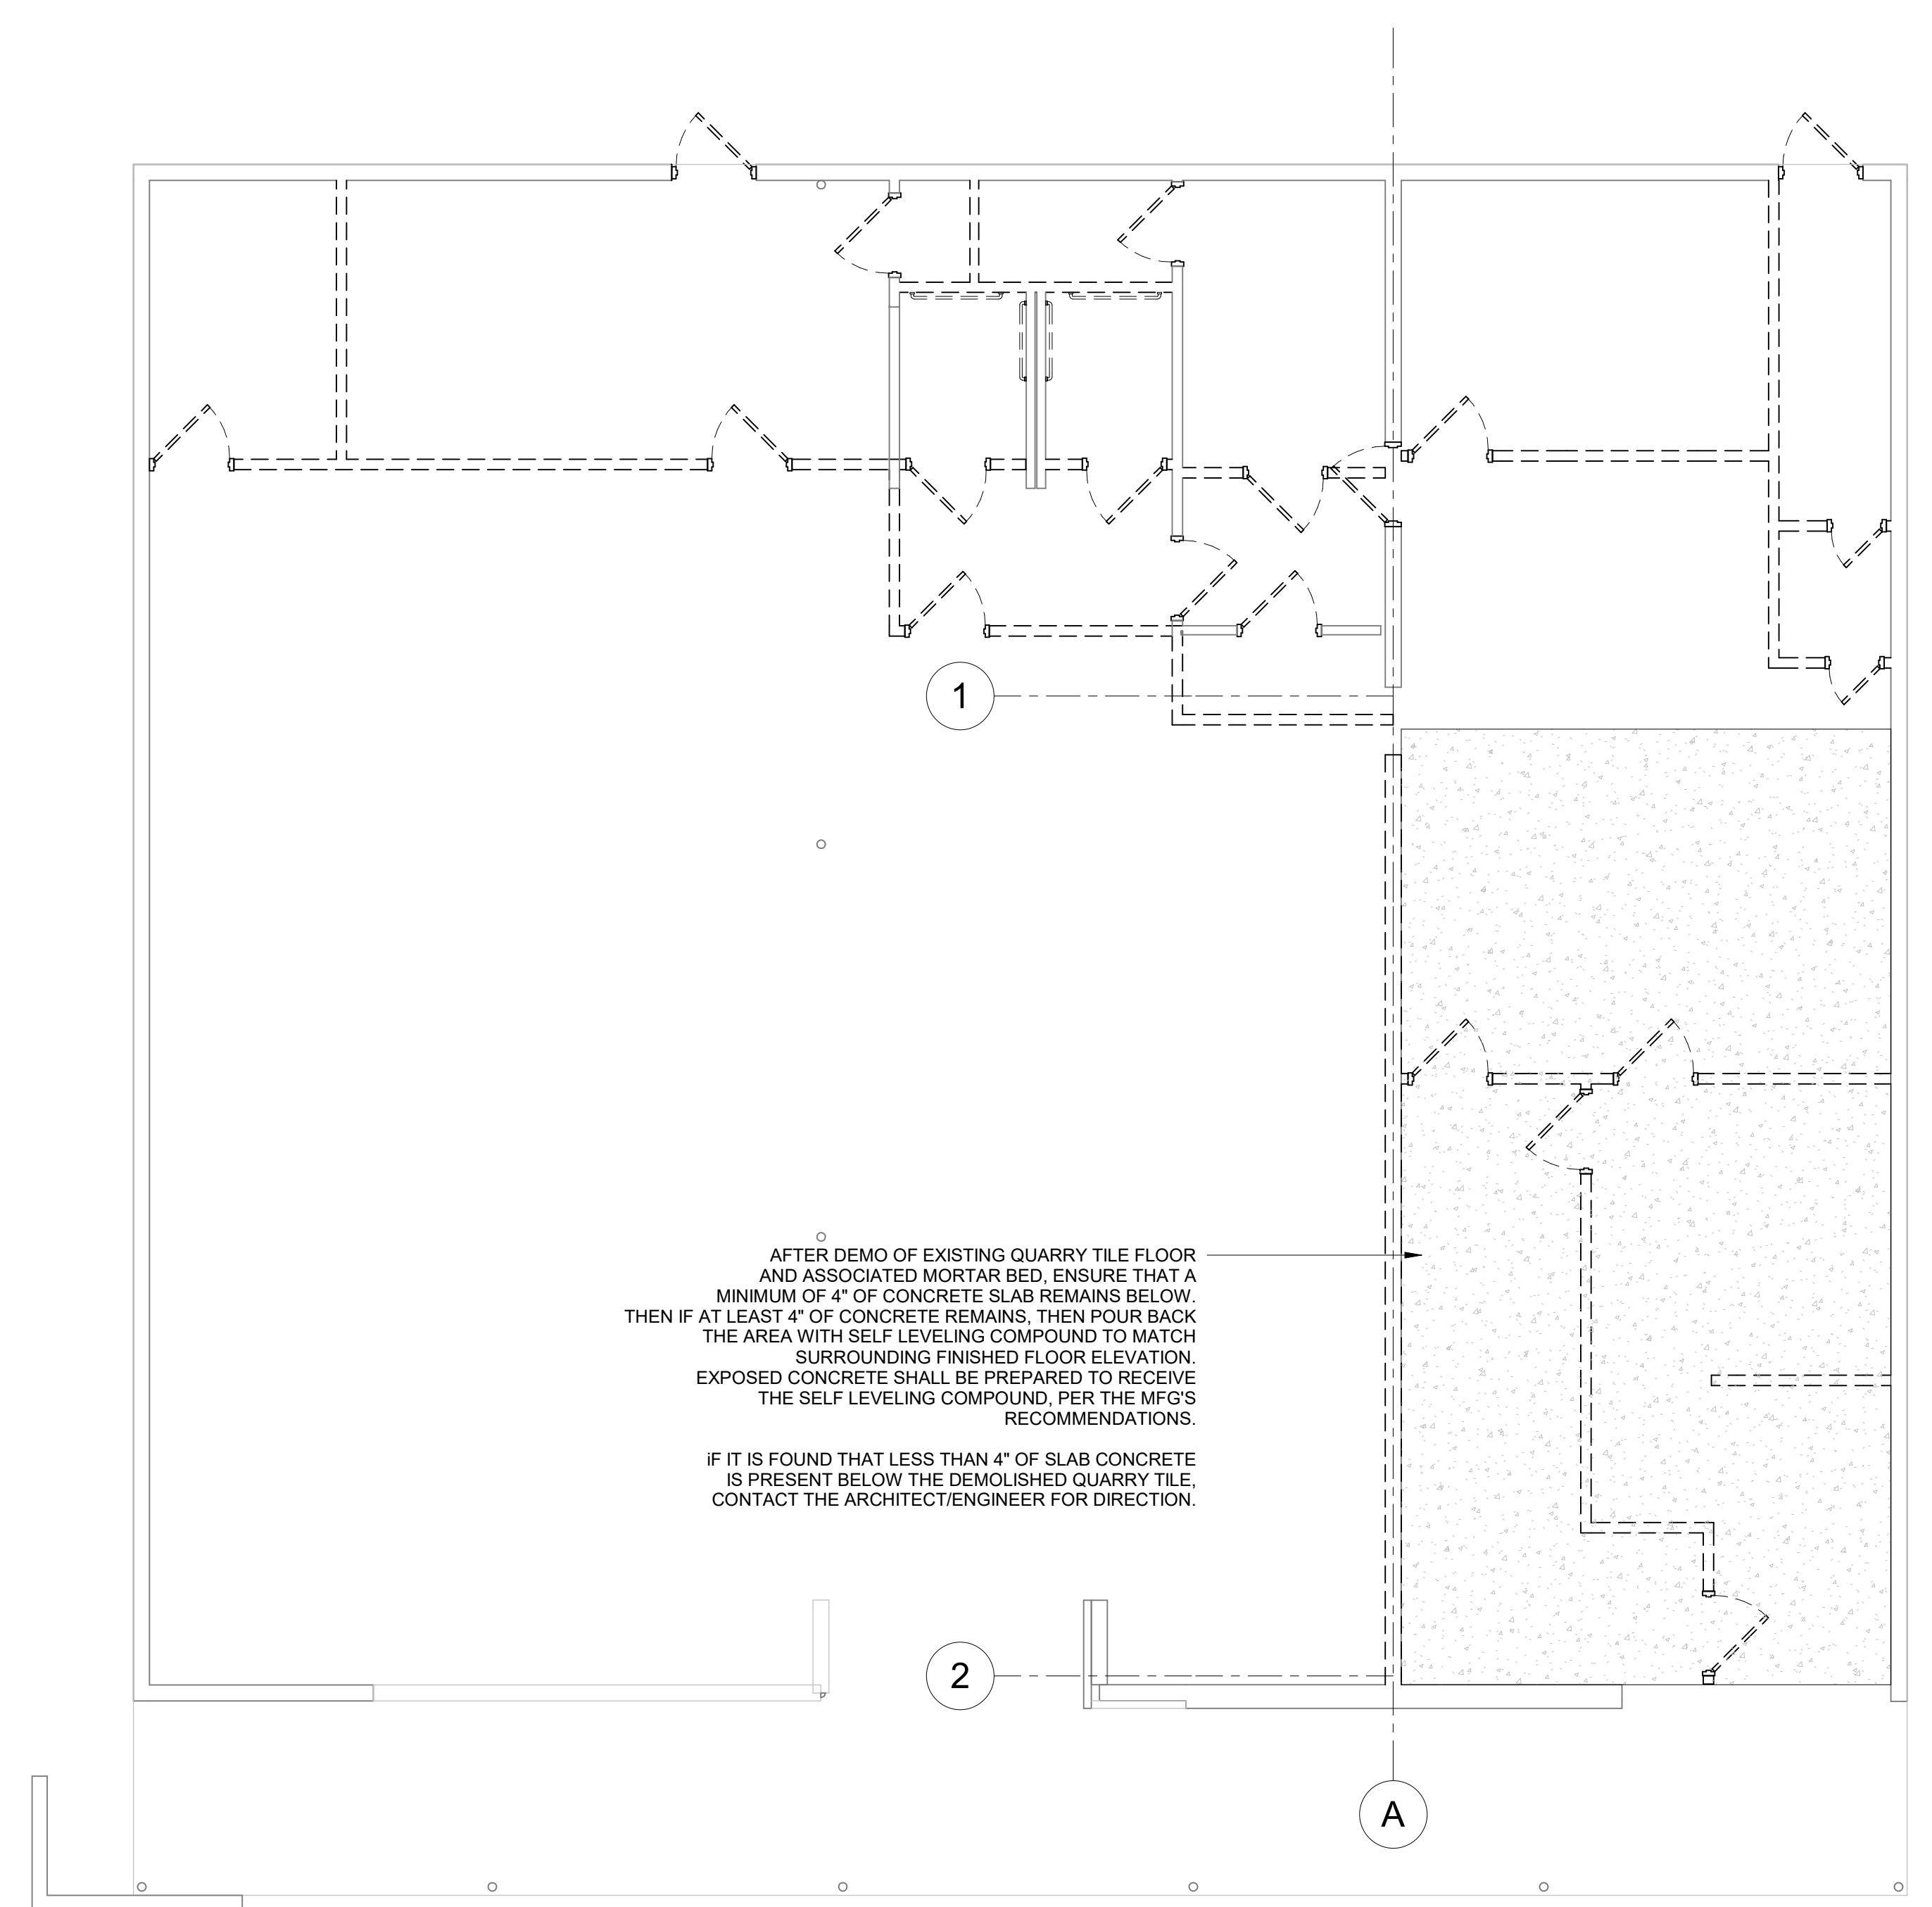 1
AFTER DEMO OF EXISTING QUARRY TILE FLOOR
AND ASSOCIATED MORTAR BED, ENSURE THAT A
MINIMUM OF 4" OF CONCRETE SLAB REMAINS BELOW.
THEN IF AT LEAST 4" OF CONCRETE REMAINS, THEN POUR BACK
THE AREA WITH SELF LEVELING COMPOUND TO MATCH
SURROUNDING FINISHED FLOOR ELEVATION.
EXPOSED CONCRETE SHALL BE PREPARED TO RECEIVE
THE SELF LEVELING COMPOUND, PER THE MFG'S
RECOMMENDATIONS.
iF IT IS FOUND THAT LESS THAN 4" OF SLAB CONCRETE
IS PRESENT BELOW THE DEMOLISHED QUARRY TILE,
CONTACT THE ARCHITECT/ENGINEER FOR DIRECTION.
2
A